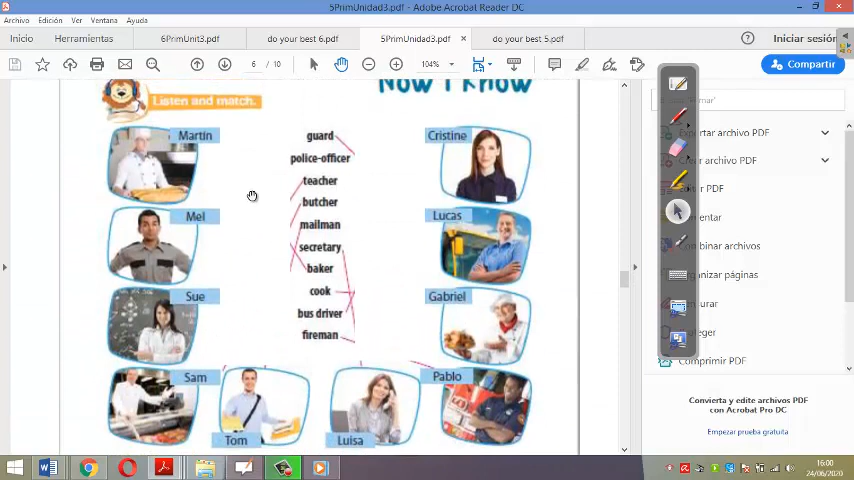 5PrimUnidad3.pdf - Adobe Acrobat Reader DC
Archivo Edición Ver Ventana Ayuda
Inicio Herramientas 6PrimUnit3.pdf do your best 6.pdf 5PrimUnidad3.pdf × do your best 5.pdf Iniciar sesión
6 / 10 104% Compartir
Now I Know
Listen and match.
Martín
Mel
Sue
Sam
Tom
Luisa
guard
police-officer
teacher
butcher
mailman
secretary
baker
cook
bus driver
fireman
Cristine
Lucas
Gabriel
Pablo
Exportar archivo PDF
archivo PDF
PDF
Combinar archivos
páginas
Comprimir PDF
Convierta y edite archivos PDF
con Acrobat Pro DC
Empezar prueba gratuita
16:00
24/06/2020